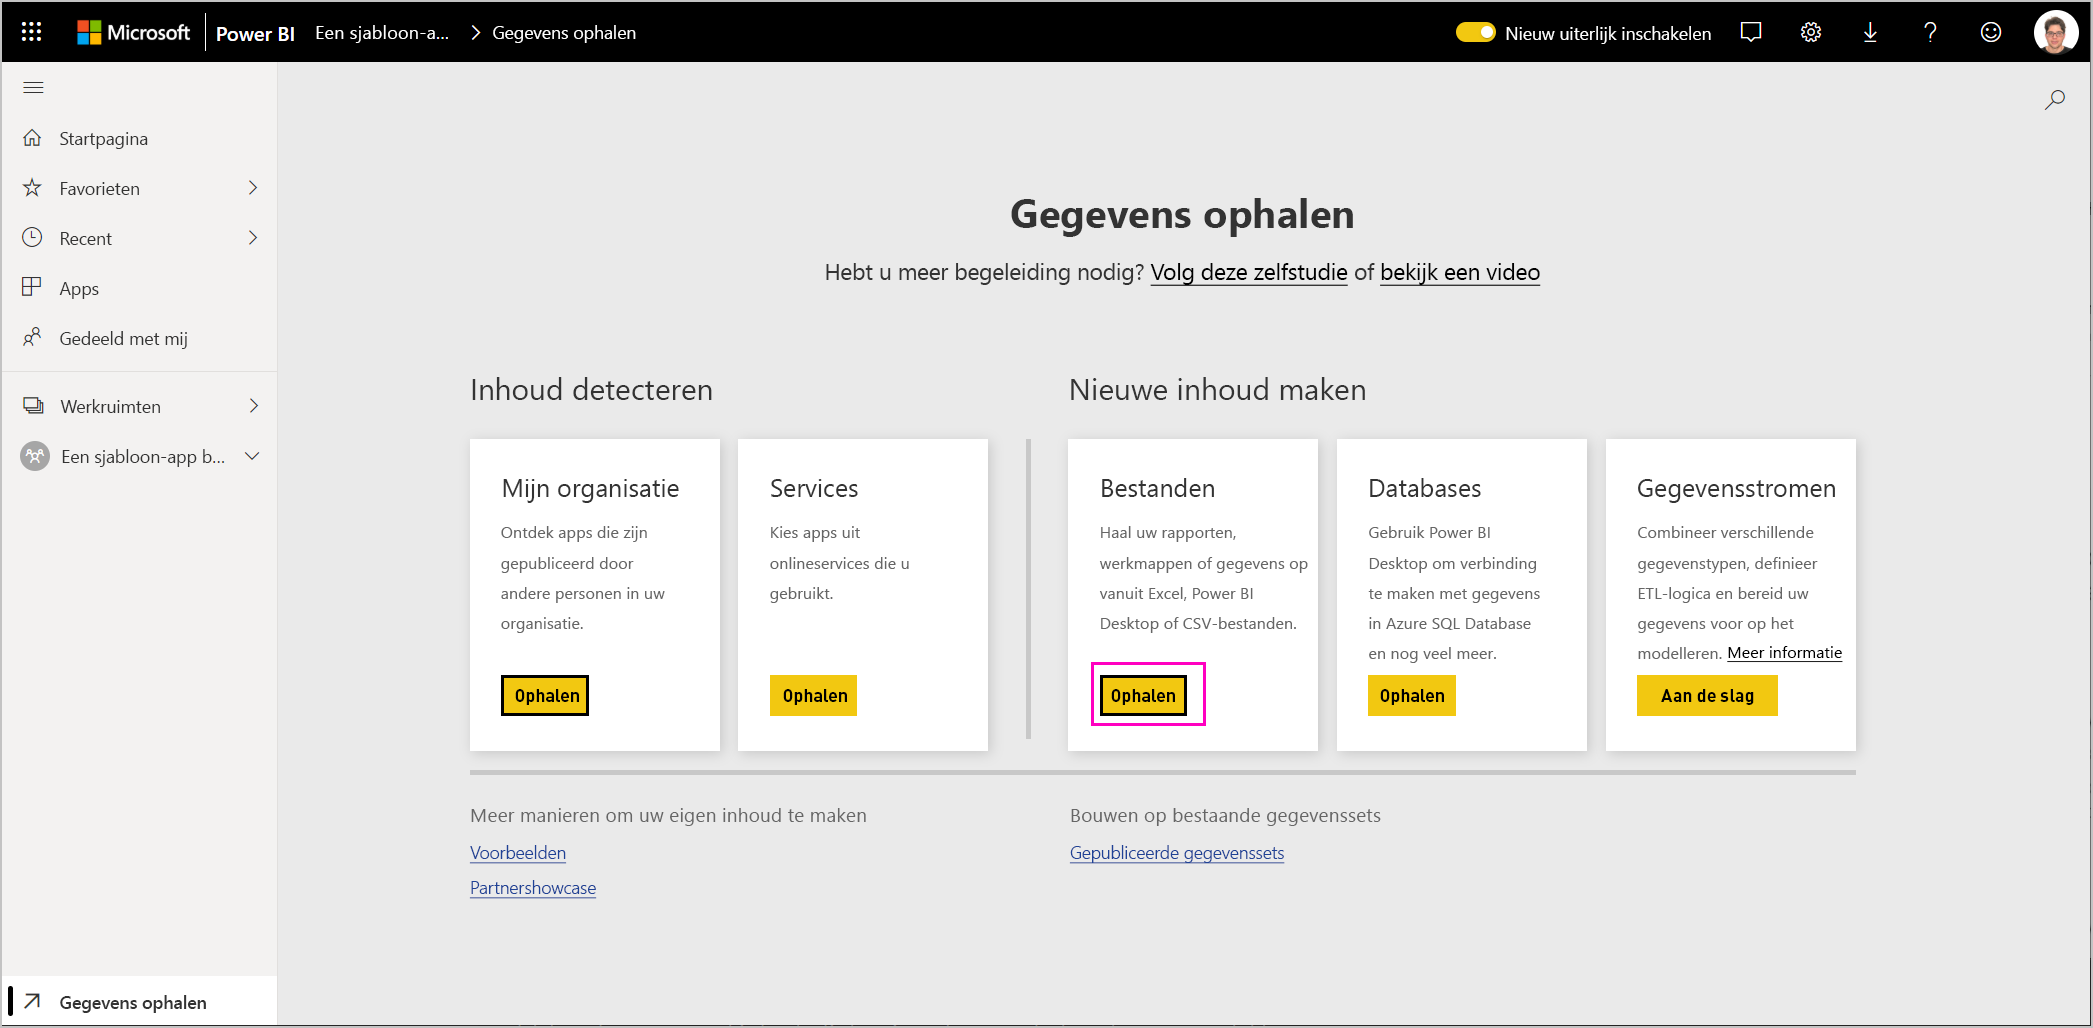 Microsoft Power BI Een sjabloon-a... > Gegevens ophalen Nieuw uiterlijk inschakelen
Startpagina
Favorieten
Recent
Apps
Gedeeld met mij
Werkruimten
Een sjabloon-app b...
Gegevens ophalen
Gegevens ophalen
Hebt u meer begeleiding nodig? Volg deze zelfstudie of bekijk een video
Inhoud detecteren
Mijn organisatie
Ontdek apps die zijn
gepubliceerd door
andere personen in uw
organisatie.
Ophalen
Services
Kies apps uit
onlineservices die u
gebruikt.
Ophalen
Nieuwe inhoud maken
Bestanden
Haal uw rapporten,
werkmappen of gegevens op
vanuit Excel, Power BI
Desktop of CSV-bestanden.
Ophalen
Databases
Gebruik Power BI
Desktop om verbinding
te maken met gegevens
in Azure SQL Database
en nog veel meer.
Ophalen
Gegevensstromen
Combineer verschillende
gegevenstypen, definieer
ETL-logica en bereid uw
gegevens voor op het
modelleren. Meer informatie
Aan de slag
Meer manieren om uw eigen inhoud te maken
Voorbeelden
Partnershowcase
Bouwen op bestaande gegevenssets
Gepubliceerde gegevenssets